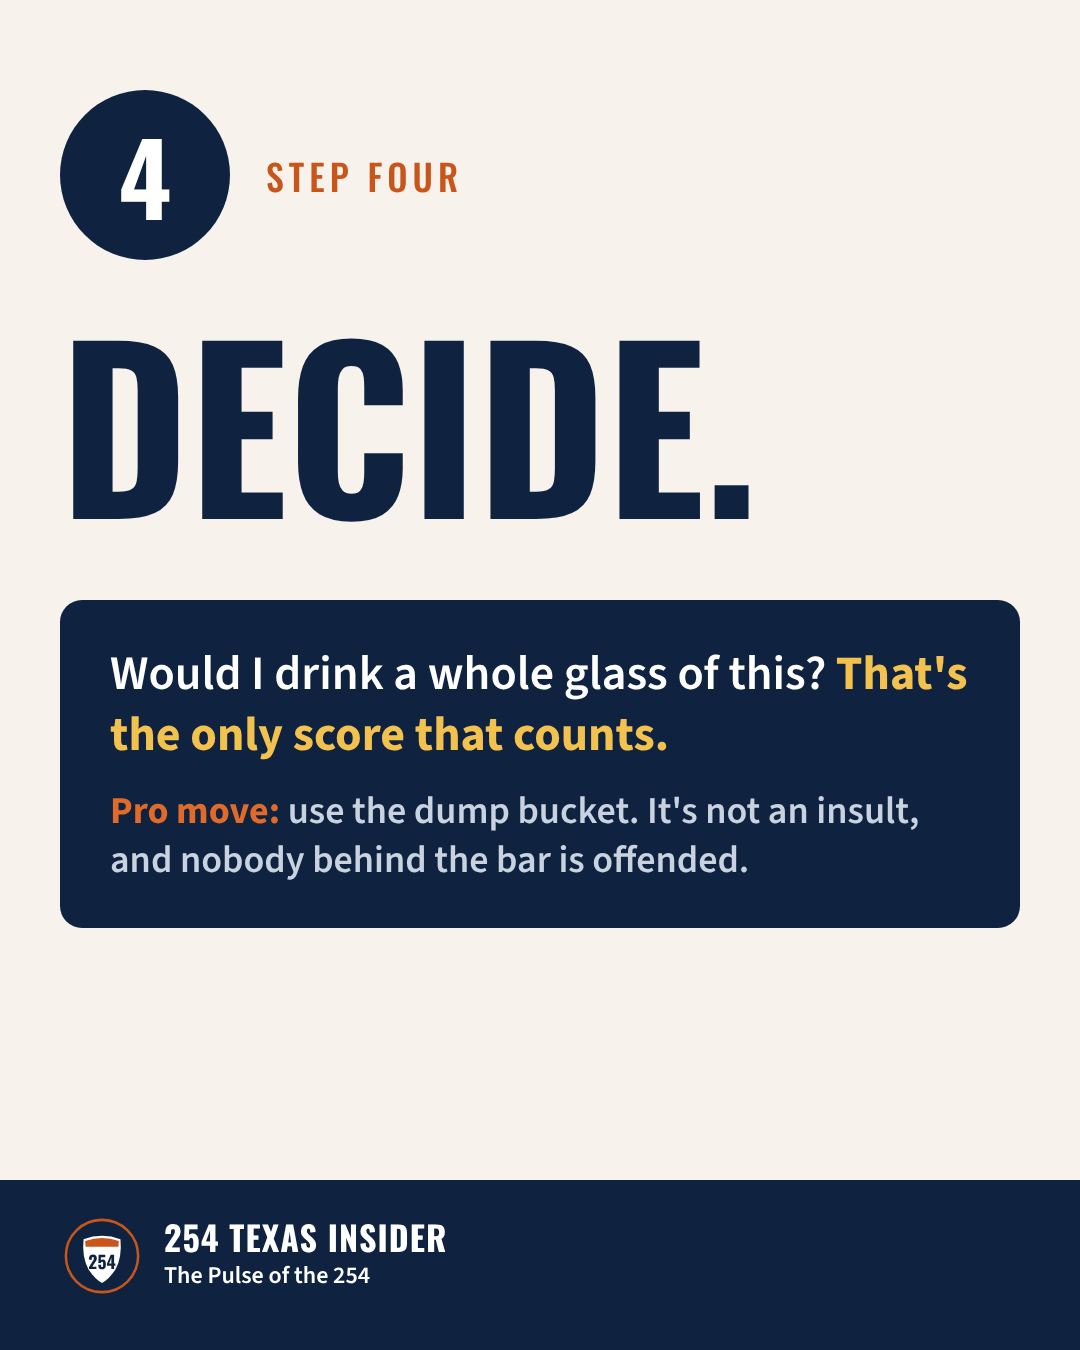 4
STEP FOUR
DECIDE.
Would I drink a whole glass of this? That's
the only score that counts.
Pro move: use the dump bucket. It's not an insult,
and nobody behind the bar is offended.
254
254 TEXAS INSIDER
The Pulse of the 254